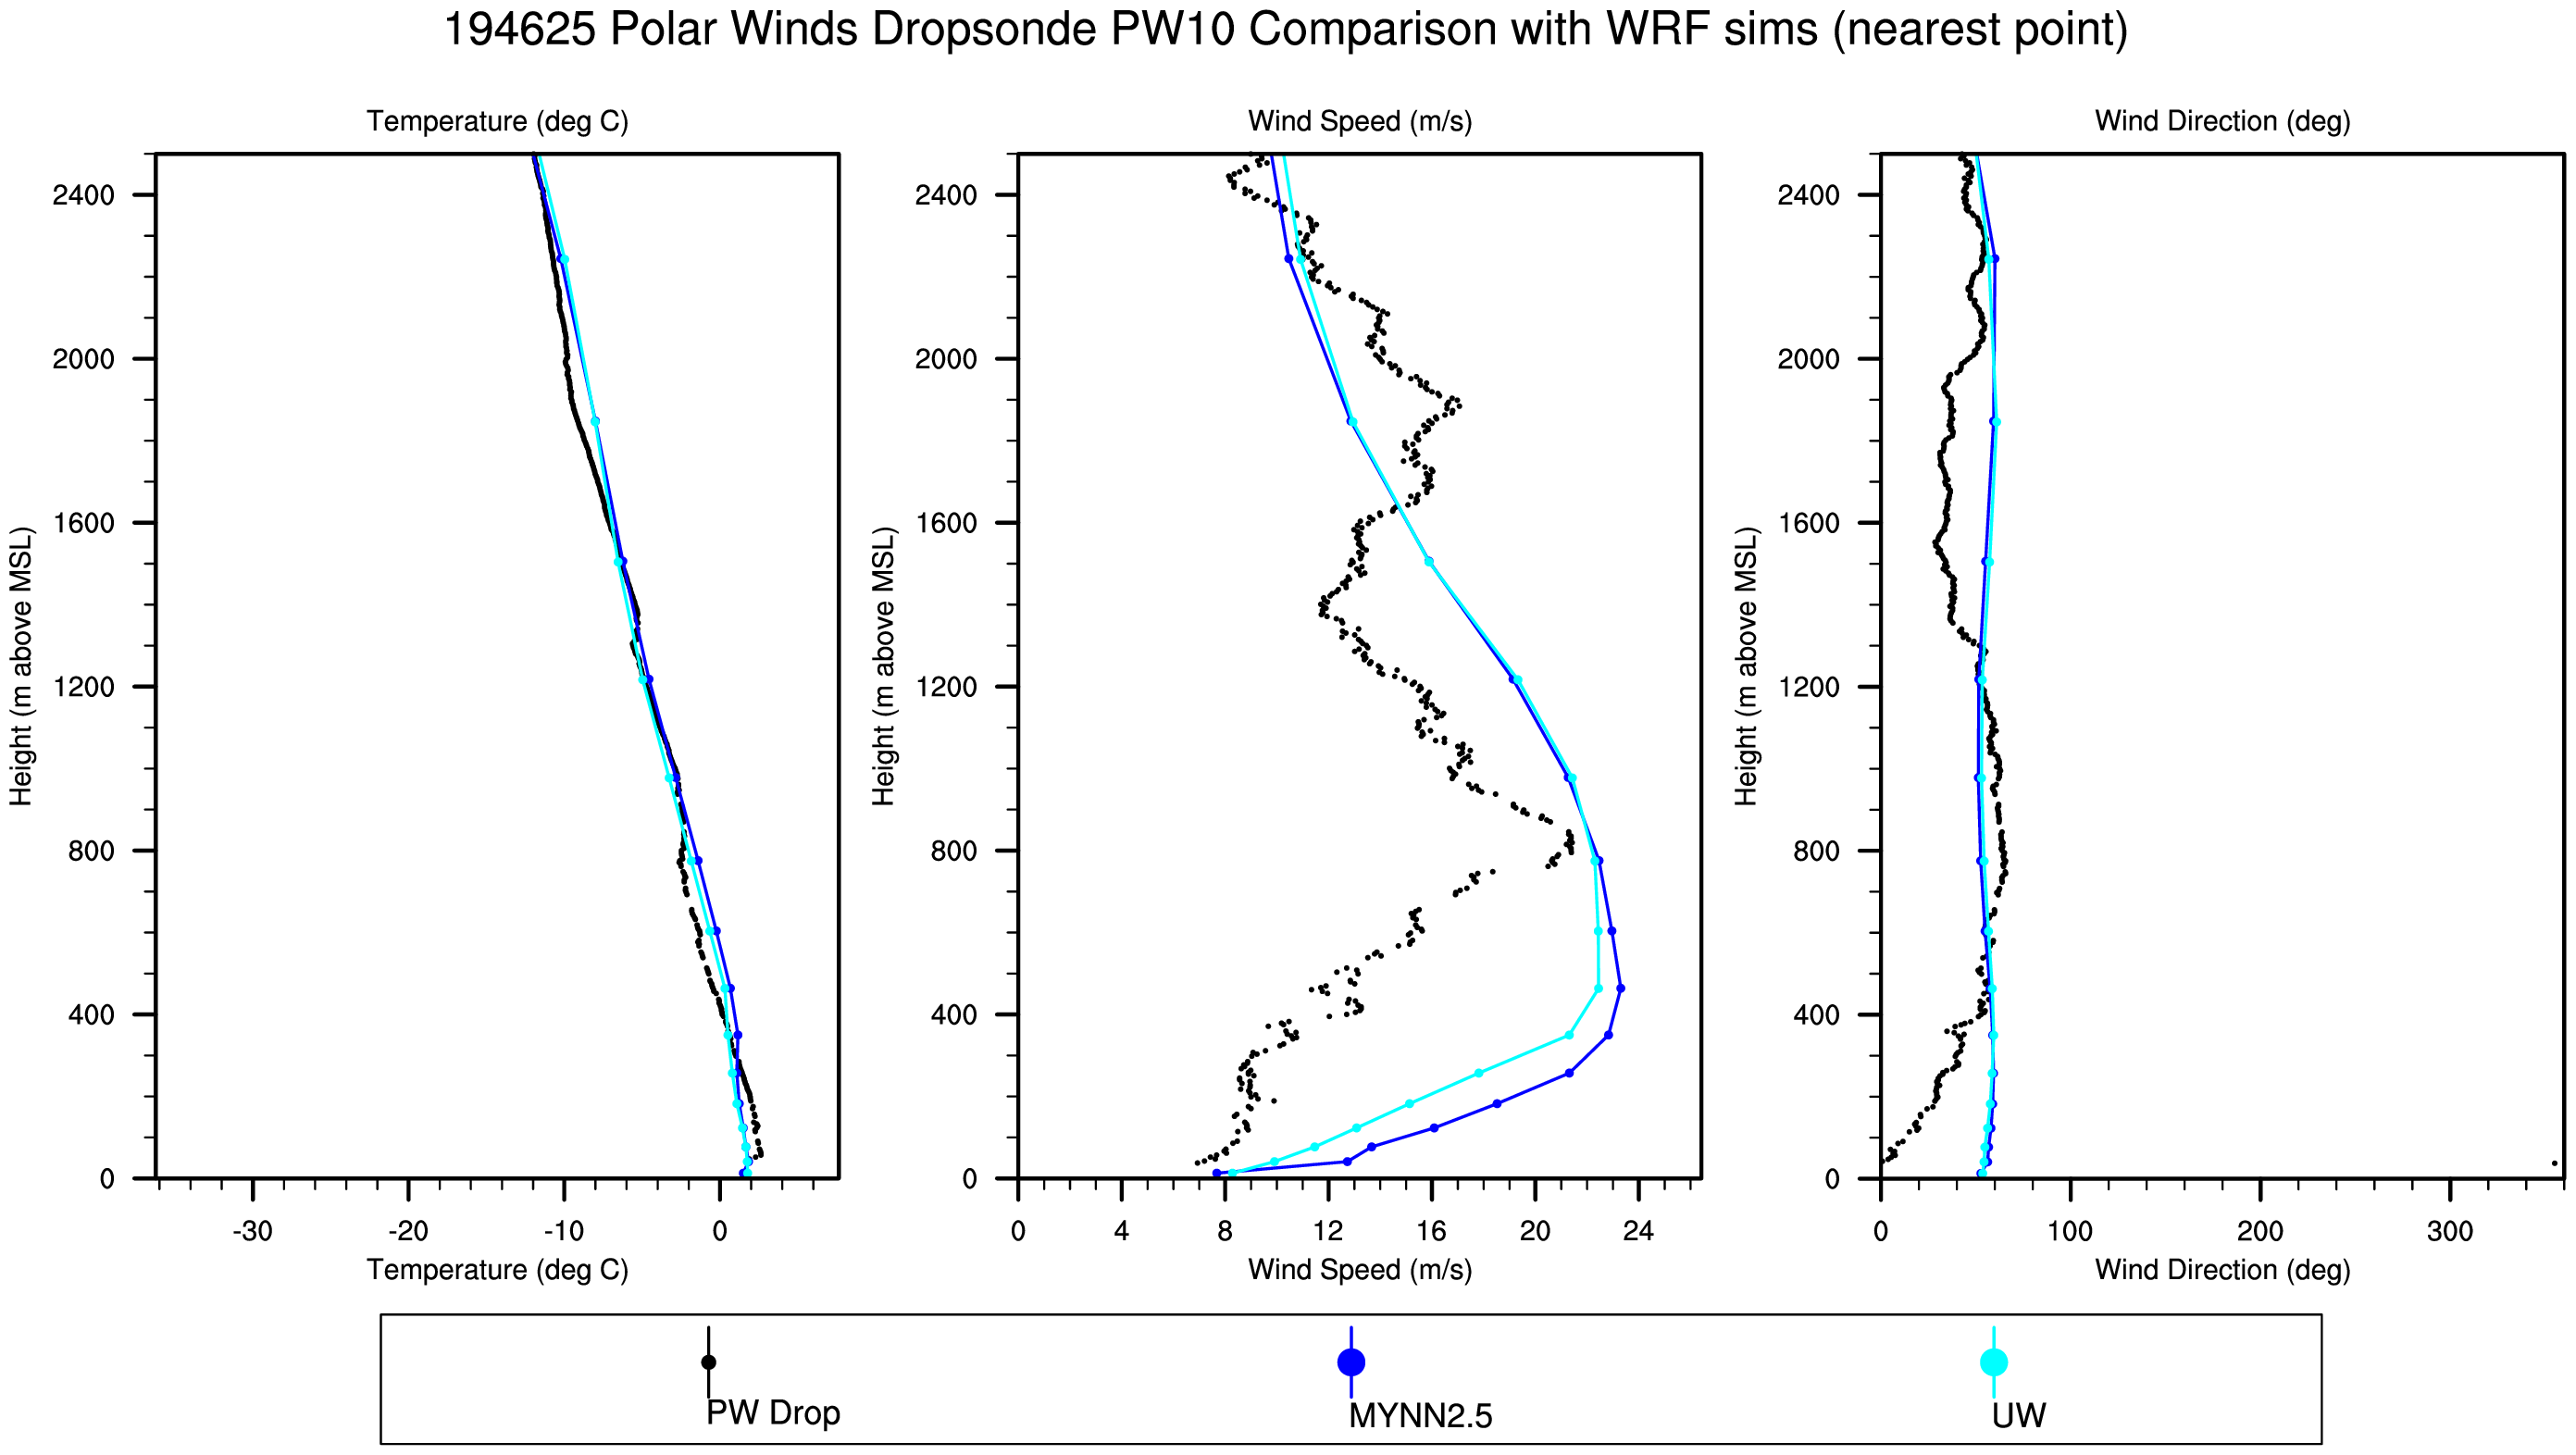 194625 Polar Winds Dropsonde PW10 Comparison with WRF sims (nearest point)
Temperature (deg C)
Wind Speed (m/s)
Wind Direction (deg)
Height (m above MSL)
2400
2000
1600
1200
800
400
0
-30
-20
-10
0
Temperature (deg C)
Height (m above MSL)
2400
2000
1600
1200
800
400
0
0
4
8
12
16
20
24
Wind Speed (m/s)
Height (m above MSL)
2400
2000
1600
1200
800
400
0
0
100
200
300
Wind Direction (deg)
PW Drop
MYNN2.5
UW